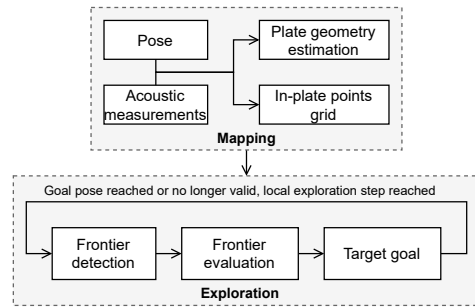 Pose
Plate geometry
estimation
Acoustic
measurements
In-plate points
grid
Mapping
Goal pose reached or no longer valid, local exploration step reached
Frontier
detection
Frontier
evaluation
Target goal
Exploration